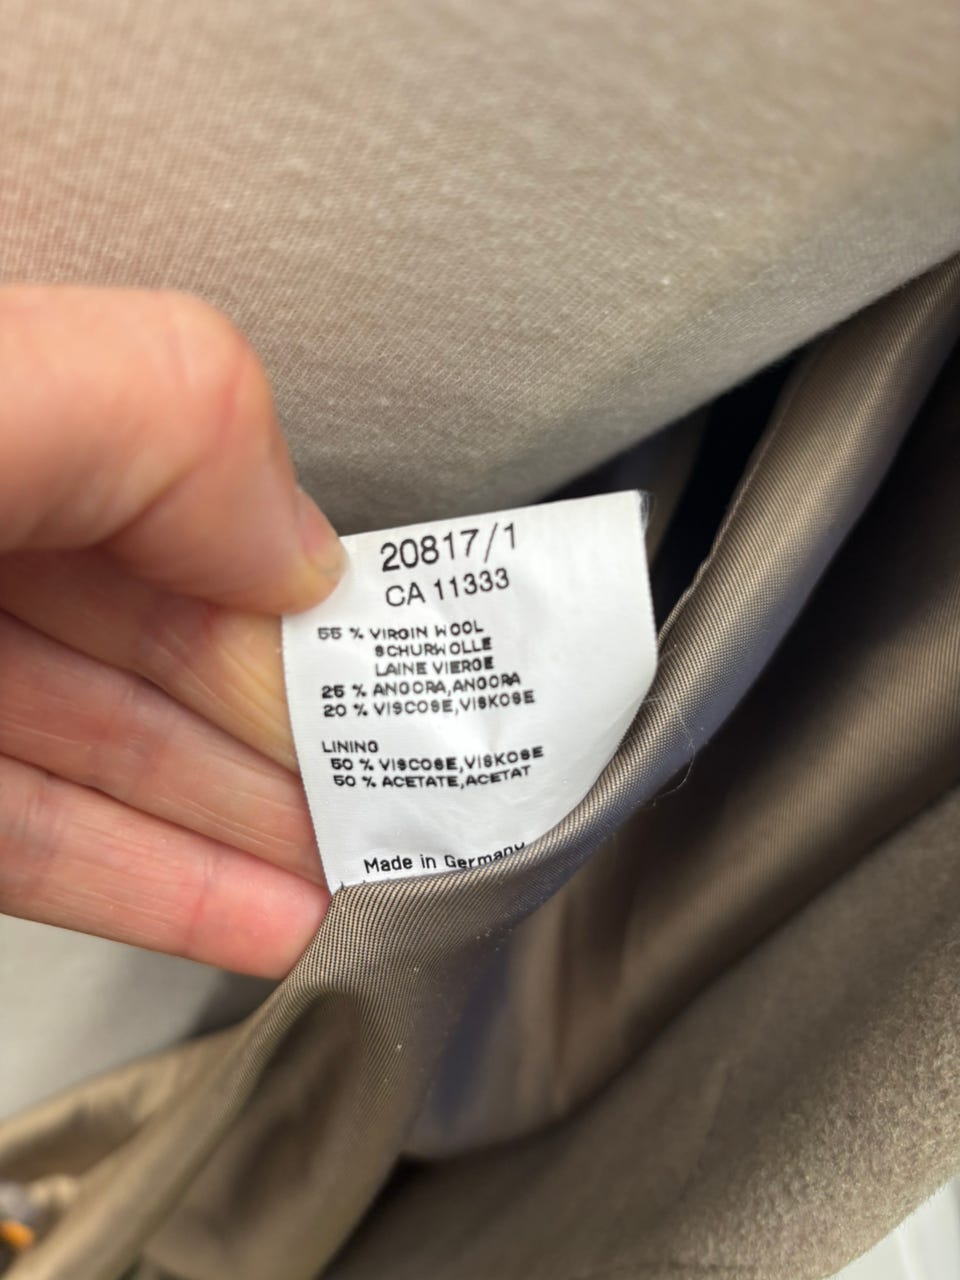 20817/1
CA 11333
55 % VIRGIN WOOL
SCHURWOLLE
LAINE VIERGE
25 % ANGORA,ANGORA
20 % VISCOSE,VISKOSE
LINING
50 % VISCOSE,VISKOSE
50 % ACETATE,ACETAT
Made in Germany